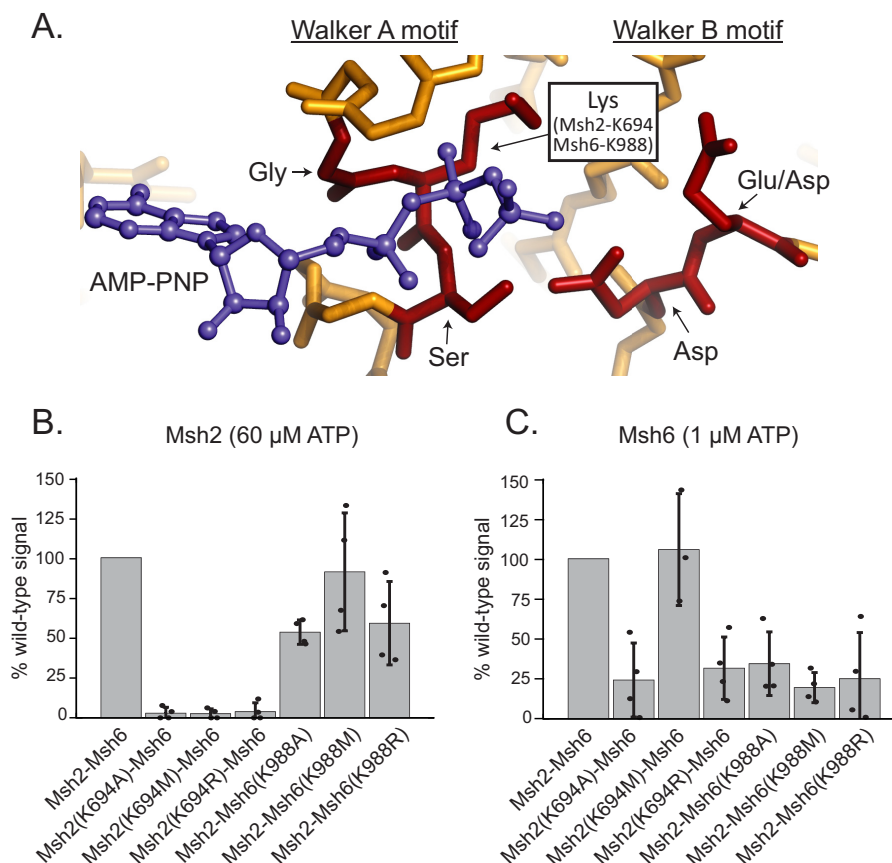 A.
Walker A motif
Walker B motif
Lys
(Msh2-K694
Msh6-K988)
Gly
Glu/Asp
AMP-PNP
Ser
Asp
B.
Msh2 (60 µM ATP)
% wild-type signal
150
125
100
75
50
25
0
Msh2-Msh6
Msh2(K694A)-Msh6
Msh2(K694M)-Msh6
Msh2(K694R)-Msh6
Msh2-Msh6(K988A)
Msh2-Msh6(K988M)
Msh2-Msh6(K988R)
C.
Msh6 (1 µM ATP)
% wild-type signal
150
125
100
75
50
25
0
Msh2-Msh6
Msh2(K694A)-Msh6
Msh2(K694M)-Msh6
Msh2(K694R)-Msh6
Msh2-Msh6(K988A)
Msh2-Msh6(K988M)
Msh2-Msh6(K988R)